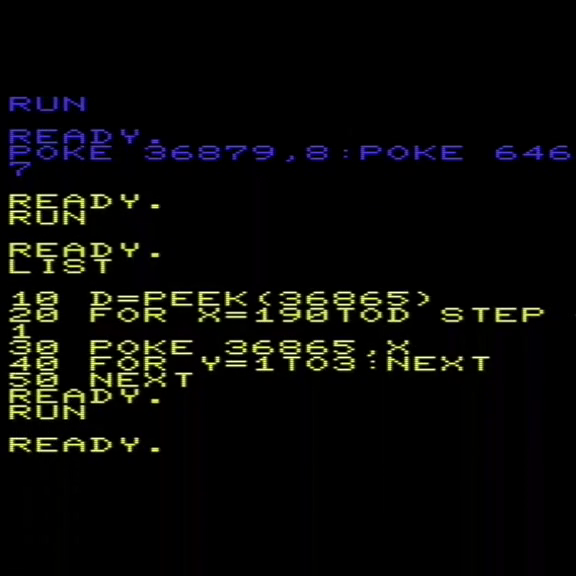 RUN
READY.
POKE 36879,8:POKE 646
7
READY.
RUN
READY.
LIST
10 D=PEEK(36865)
20 FOR X=190TOD STEP
1
30 POKE 36865,X
40 FOR Y=1TO3:NEXT
50 NEXT
READY.
RUN
READY.